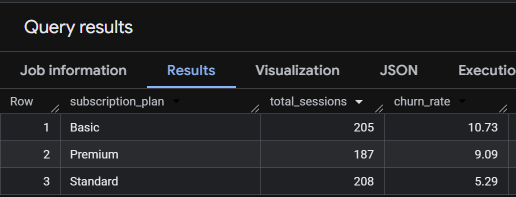 Query results
Job information Results Visualization JSON Executio
Row subscription_plan total_sessions churn_rate
1 Basic 205 10.73
2 Premium 187 9.09
3 Standard 208 5.29